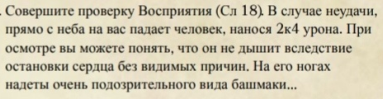 . Совершите проверку Восприятия (Сл 18). В случае неудачи,
прямо с неба на вас падает человек, нанося 2к4 урона. При
осмотре вы можете понять, что он не дышит вследствие
остановки сердца без видимых причин. На его ногах
надеты очень подозрительного вида башмаки...